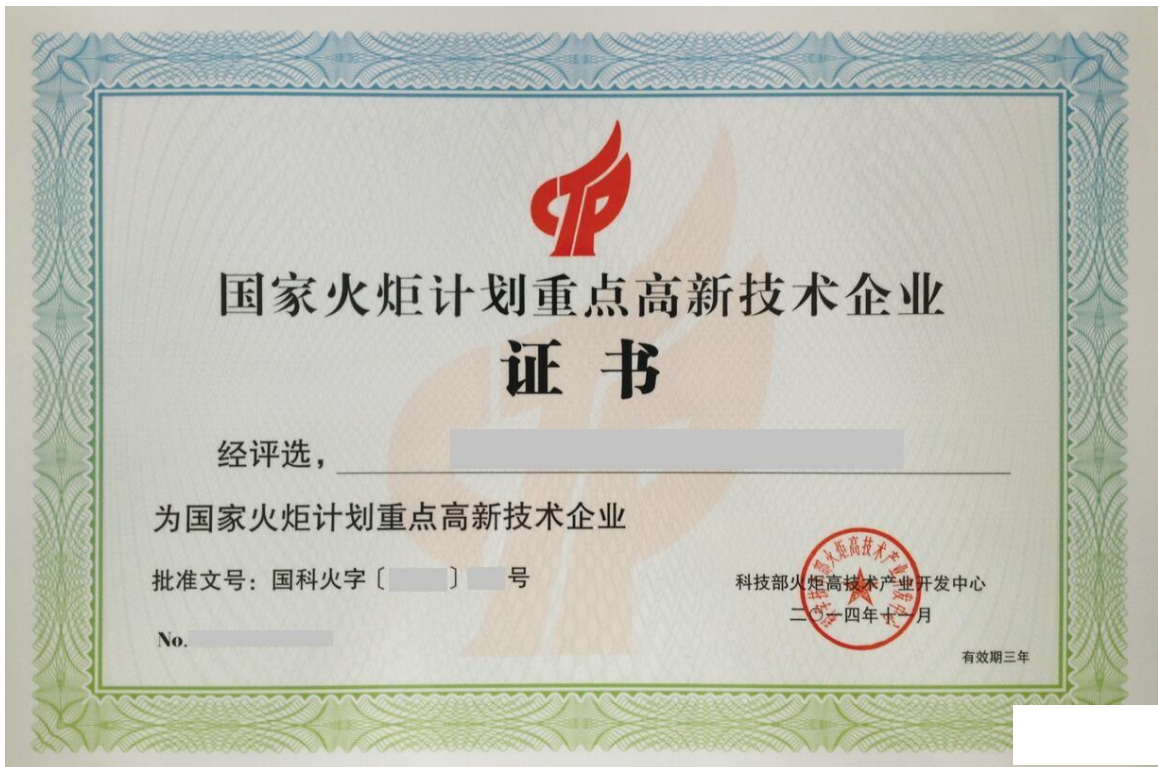 CTP
国家火炬计划重点高新技术企业
证书
经评选，
为国家火炬计划重点高新技术企业
批准文号：国科火字〔 〕 号
科技部火炬高技术产业开发中心
二〇一四年十一月
No.
有效期三年